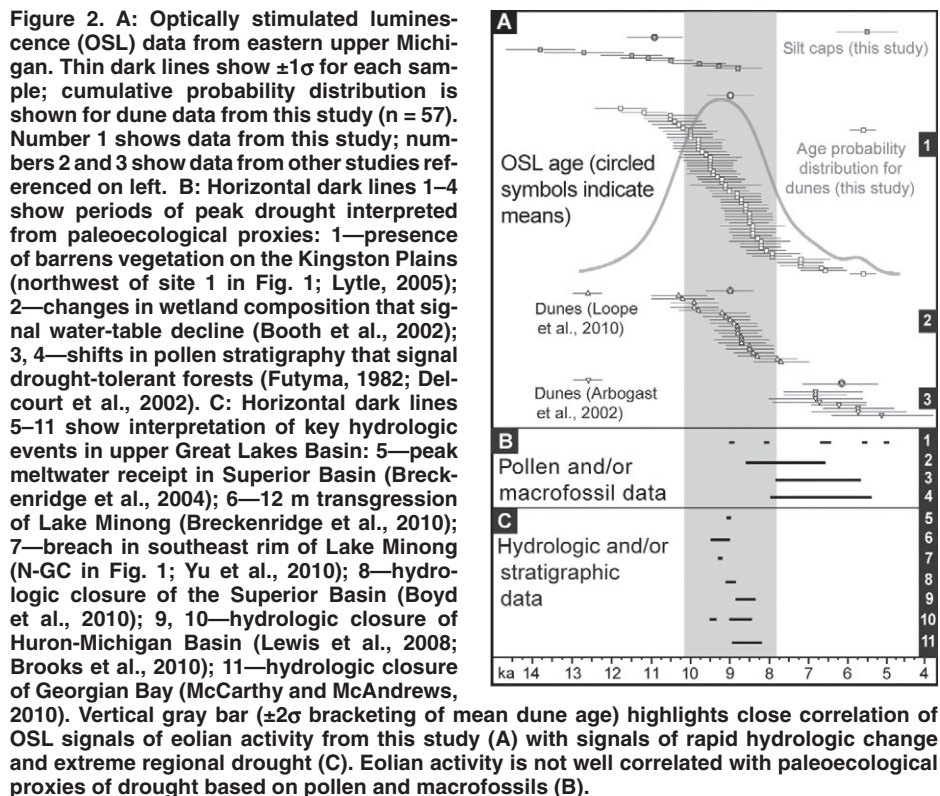 Figure 2. A: Optically stimulated lumines-
cence (OSL) data from eastern upper Michi-
gan. Thin dark lines show ±1σ for each sam-
ple; cumulative probability distribution is
shown for dune data from this study (n = 57).
Number 1 shows data from this study; num-
bers 2 and 3 show data from other studies ref-
erenced on left. B: Horizontal dark lines 1–4
show periods of peak drought interpreted
from paleoecological proxies: 1—presence
of barrens vegetation on the Kingston Plains
(northwest of site 1 in Fig. 1; Lytle, 2005);
2—changes in wetland composition that sig-
nal water-table decline (Booth et al., 2002);
3, 4—shifts in pollen stratigraphy that signal
drought-tolerant forests (Futyma, 1982; Del-
court et al., 2002). C: Horizontal dark lines
5–11 show interpretation of key hydrologic
events in upper Great Lakes Basin: 5—peak
meltwater receipt in Superior Basin (Breck-
enridge et al., 2004); 6—12 m transgression
of Lake Minong (Breckenridge et al., 2010);
7—breach in southeast rim of Lake Minong
(N-GC in Fig. 1; Yu et al., 2010); 8—hydro-
logic closure of the Superior Basin (Boyd
et al., 2010); 9, 10—hydrologic closure of
Huron-Michigan Basin (Lewis et al., 2008;
Brooks et al., 2010); 11—hydrologic closure
of Georgian Bay (McCarthy and McAndrews,
2010). Vertical gray bar (±2σ bracketing of mean dune age) highlights close correlation of
OSL signals of eolian activity from this study (A) with signals of rapid hydrologic change
and extreme regional drought (C). Eolian activity is not well correlated with paleoecological
proxies of drought based on pollen and macrofossils (B).
A
Silt caps (this study)
1
OSL age (circled
symbols indicate
means)
Age probability
distribution for
dunes (this study)
Dunes (Loope
et al., 2010)
2
Dunes (Arbogast
et al., 2002)
3
B
Pollen and/or
macrofossil data
1
2
3
4
C
Hydrologic and/or
stratigraphic
data
5
6
7
8
9
10
11
ka 14 13 12 11 10 9 8 7 6 5 4